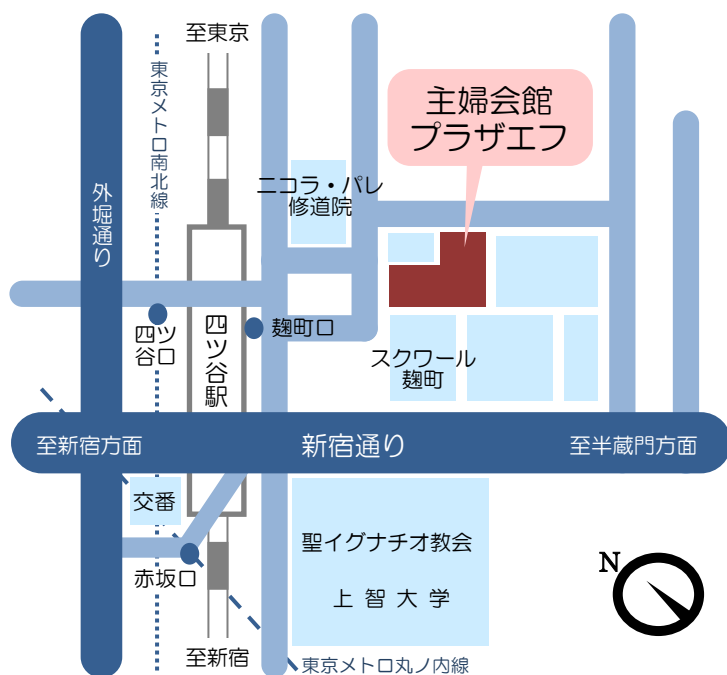 至東京
東京メトロ南北線
外堀通り
主婦会館
プラザエフ
ニコラ・バレ
修道院
四ツ
谷口
四ツ谷駅
麹町口
スクワール
麹町
至新宿方面
新宿通り
至半蔵門方面
交番
赤坂口
聖イグナチオ教会
上智大学
N
至新宿
東京メトロ丸ノ内線